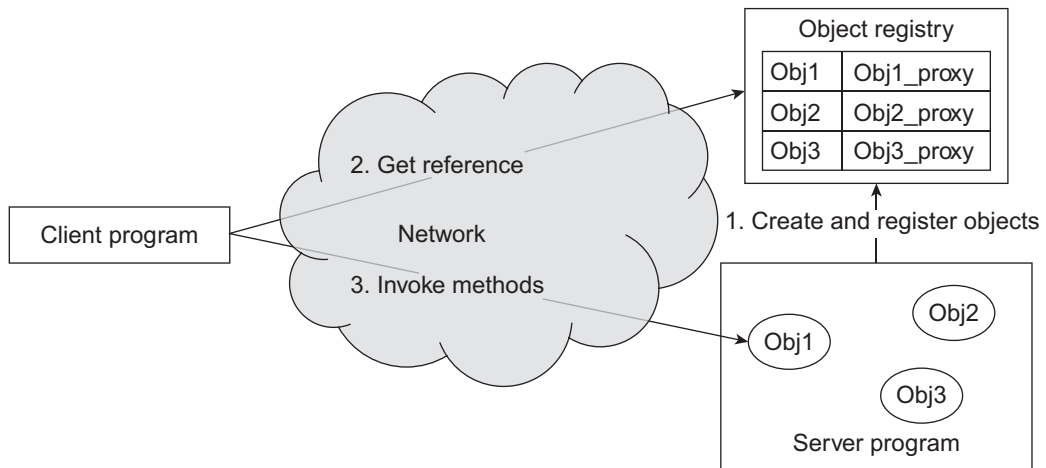 Object registry
Obj1 Obj1_proxy
Obj2 Obj2_proxy
Obj3 Obj3_proxy
2. Get reference
Client program
Network
1. Create and register objects
3. Invoke methods
Obj1
Obj2
Obj3
Server program